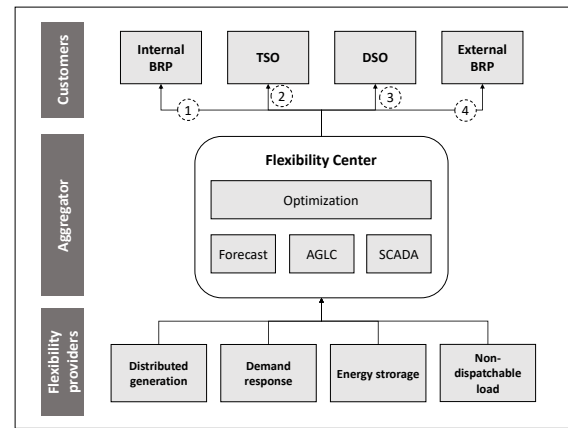 Customers
Internal
BRP
TSO
DSO
External
BRP
1
2
3
4
Aggregator
Flexibility Center
Optimization
Forecast
AGLC
SCADA
Flexibility
providers
Distributed
generation
Demand
response
Energy strorage
Non-
dispatchable
load